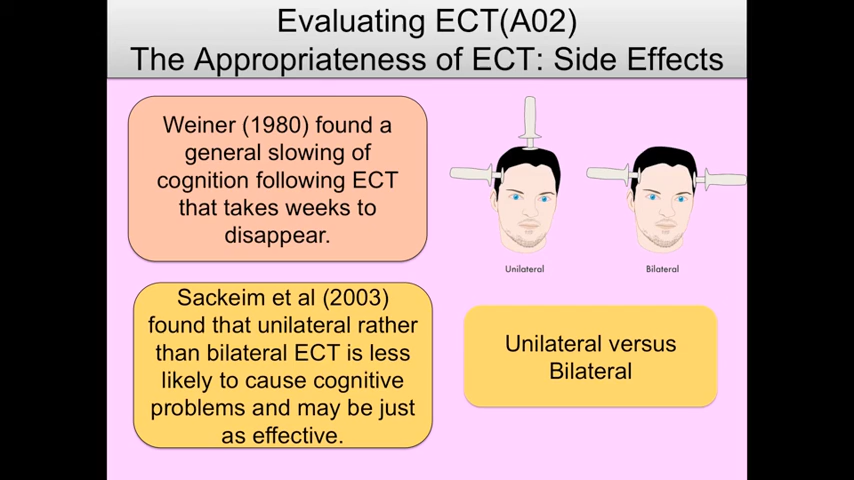 Evaluating ECT(A02)
The Appropriateness of ECT: Side Effects
Weiner (1980) found a
general slowing of
cognition following ECT
that takes weeks to
disappear.
Unilateral
Bilateral
Sackeim et al (2003)
found that unilateral rather
than bilateral ECT is less
likely to cause cognitive
problems and may be just
as effective.
Unilateral versus
Bilateral